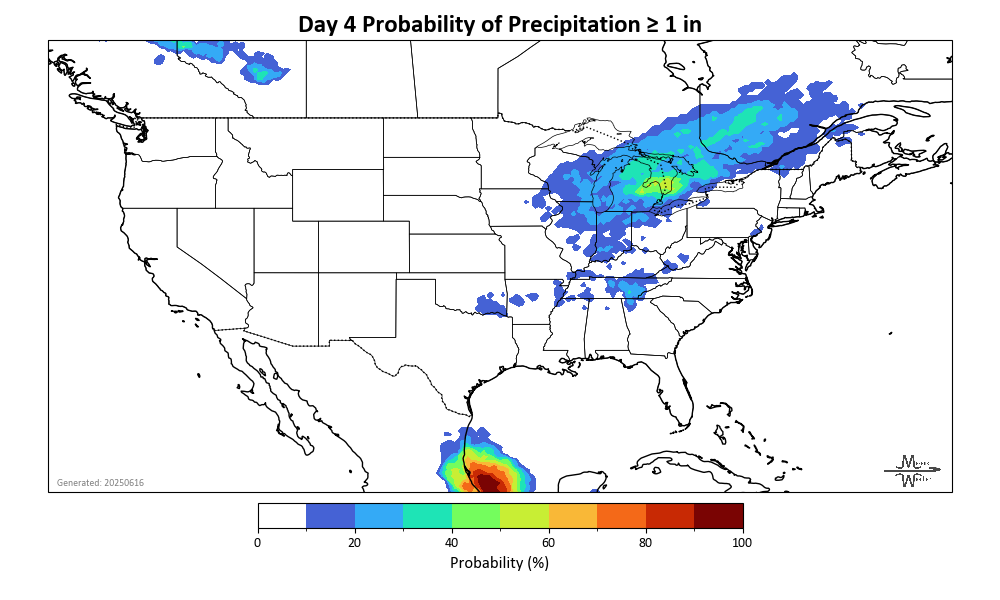 Day 4 Probability of Precipitation ≥ 1 in
Generated: 20250616
0 20 40 60 80 100
Probability (%)